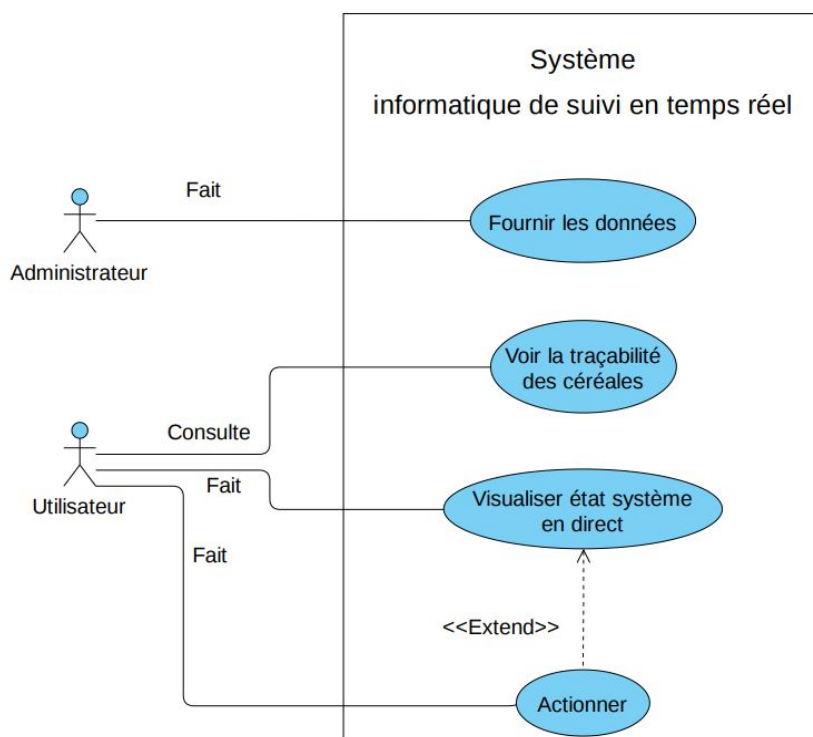 Système
informatique de suivi en temps réel
Fait
Fournir les données
Administrateur
Voir la traçabilité
des céréales
Consulte
Fait
Visualiser état système
en direct
Utilisateur
Fait
<<Extend>>
Actionner